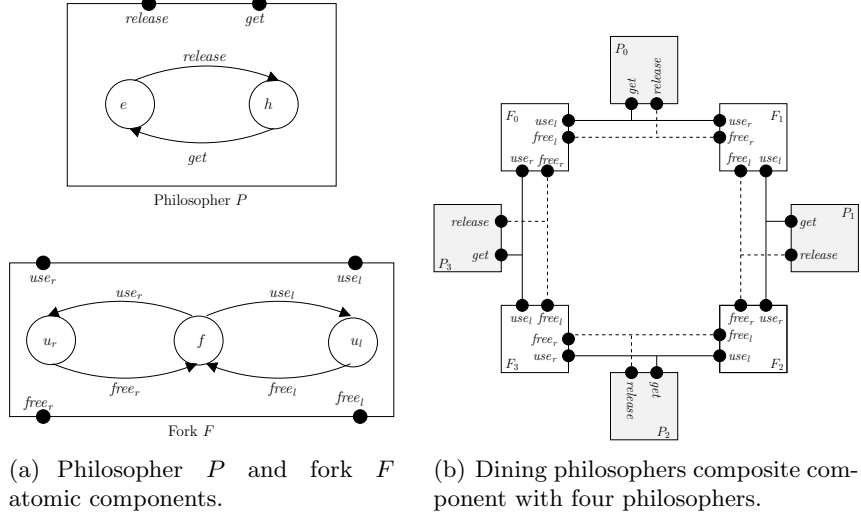 release get
release
e h
get
Philosopher P
use_r use_l
use_r use_l
u_r f u_l
free_r free_l
free_r free_l
Fork F
(a) Philosopher P and fork F
atomic components.
P_0
get release
F_0 use_l use_r F_1
free_l free_r
use_r free_r free_l use_l
release
get
P_3
P_1
get
release
use_l free_l free_r use_r
free_r free_l
use_r use_l
F_3 F_2
release get
P_2
(b) Dining philosophers composite com-
ponent with four philosophers.